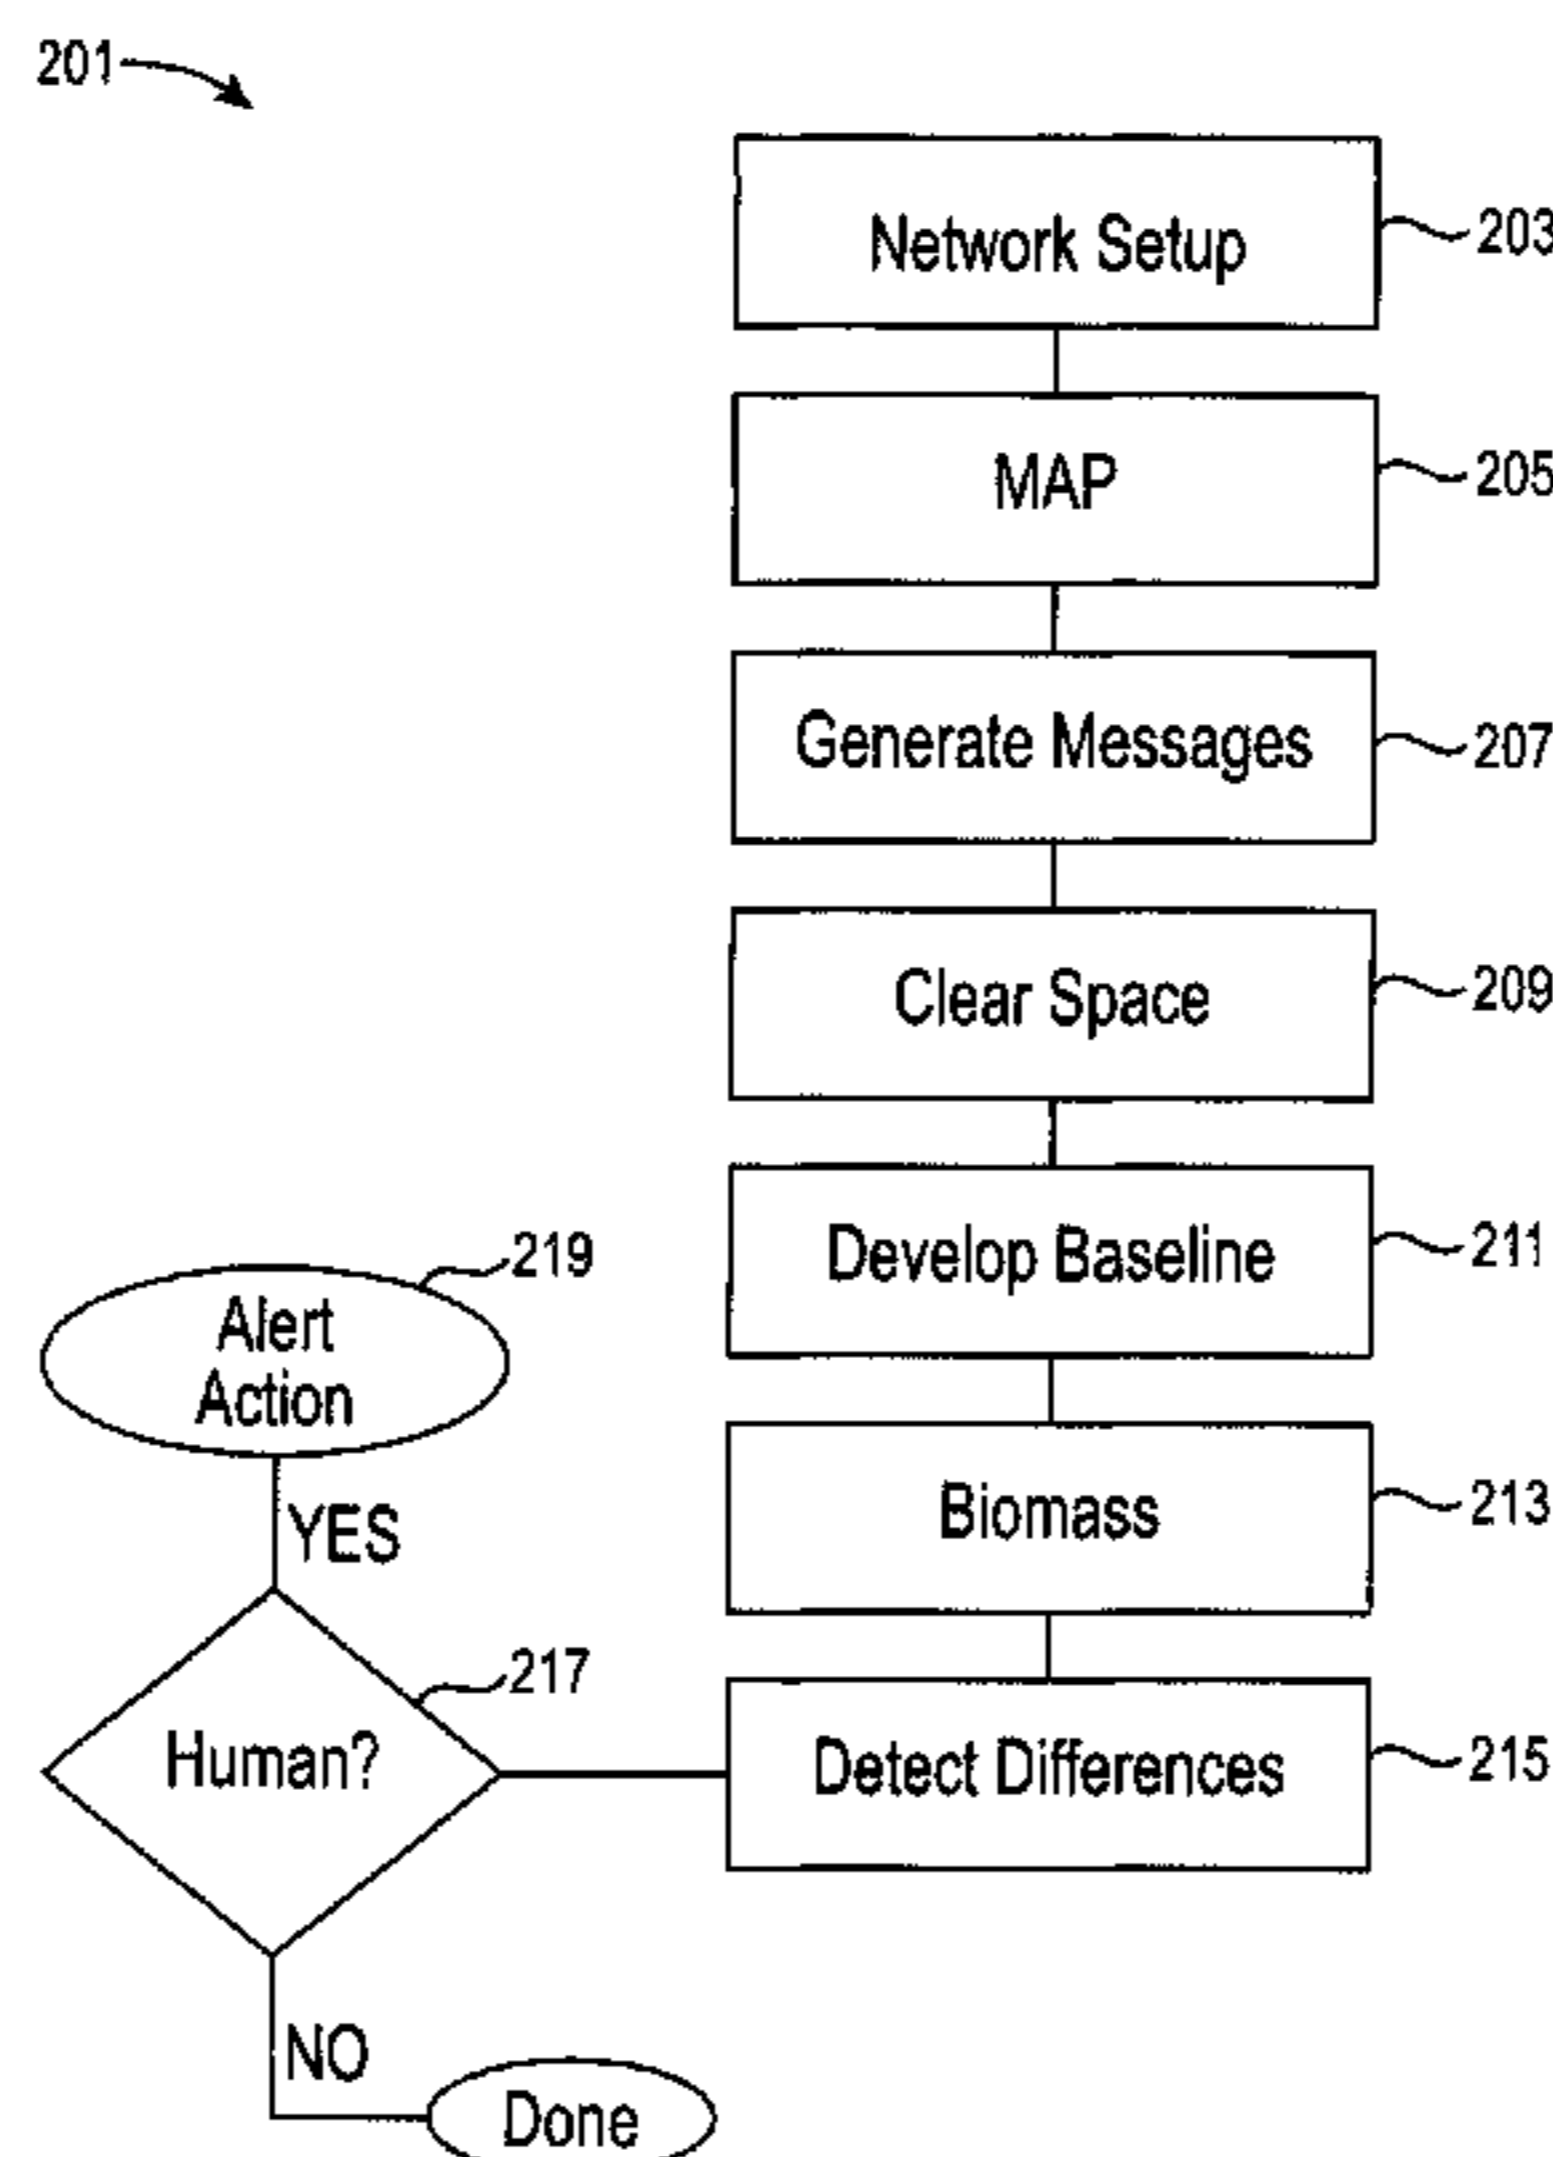 201
Network Setup
203
MAP
205
Generate Messages
207
Clear Space
209
Develop Baseline
211
219
Alert
Action
Biomass
213
YES
217
Human?
Detect Differences
215
NO
Done